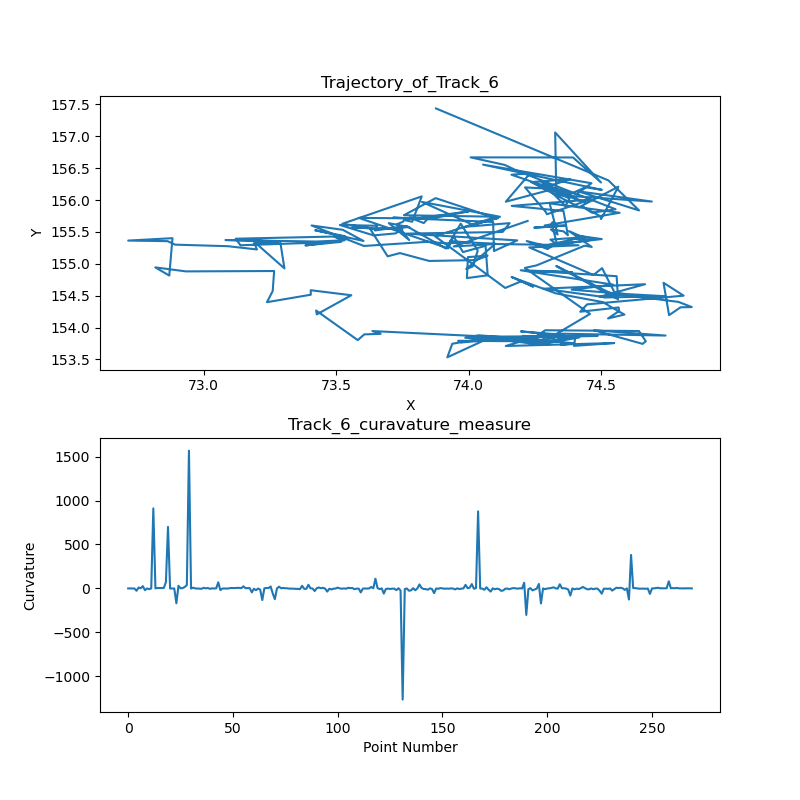 Trajectory_of_Track_6
157.5
157.0
156.5
156.0
155.5
155.0
154.5
154.0
153.5
Y
73.0 73.5 74.0 74.5
X
Track_6_curavature_measure
1500
1000
500
0
−500
−1000
Curvature
0 50 100 150 200 250
Point Number